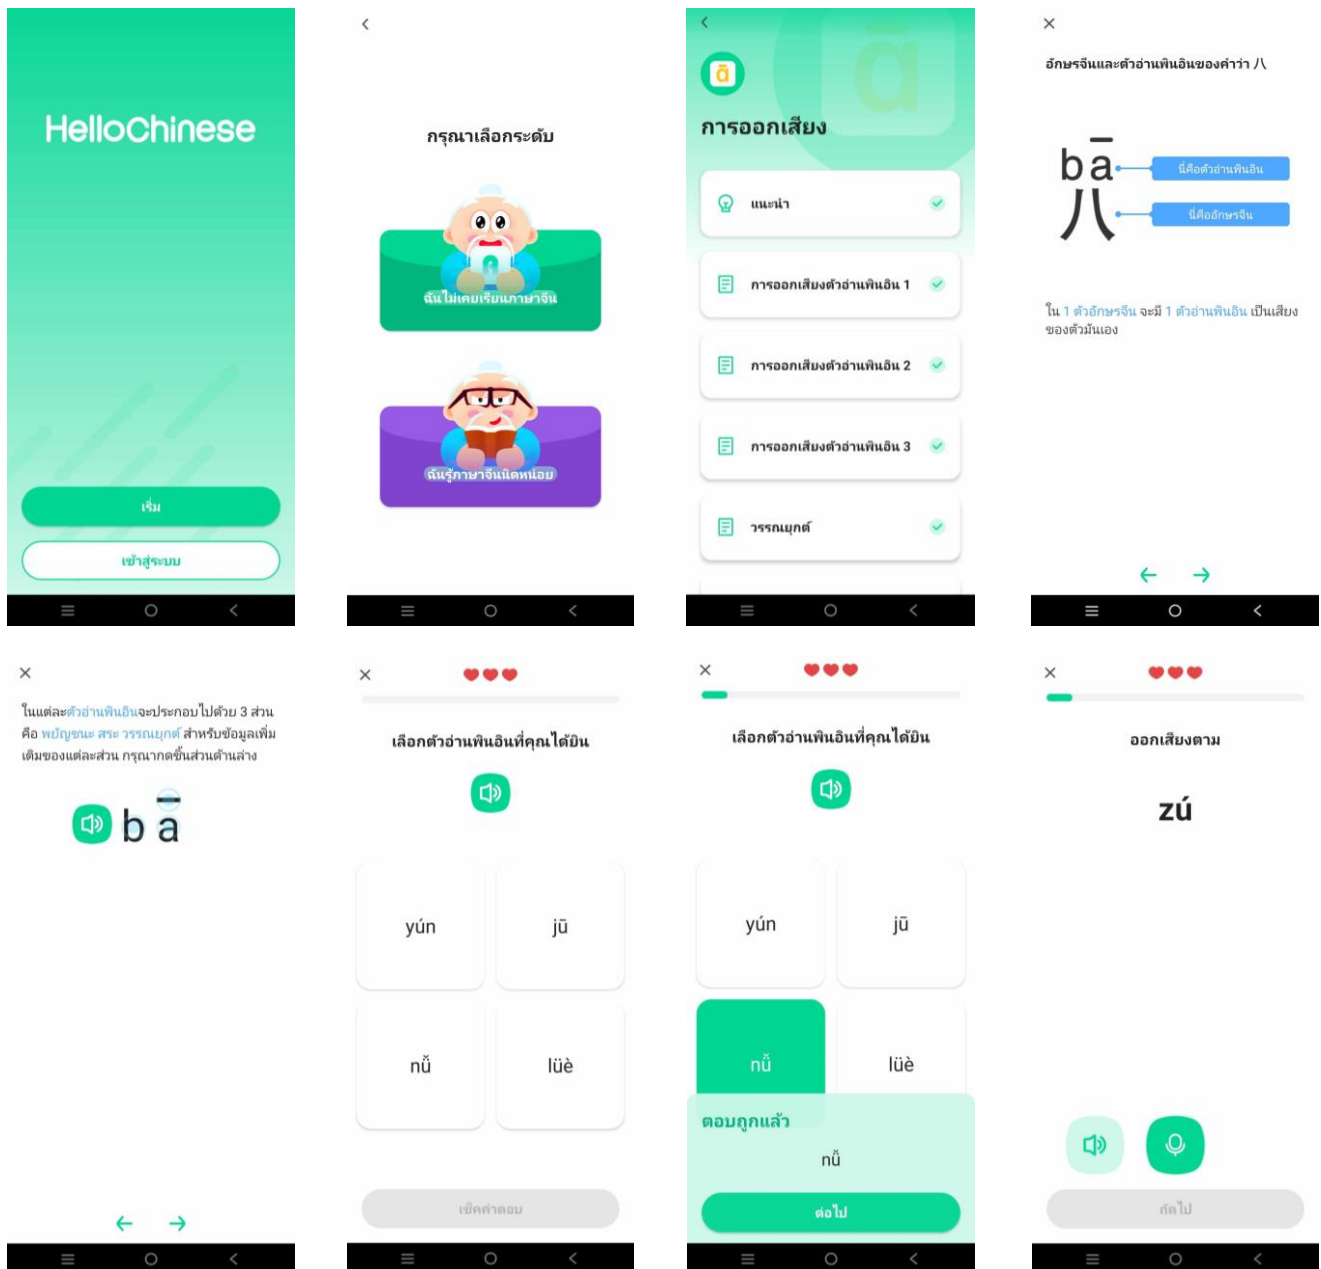 HelloChinese
เริ่ม
เข้าสู่ระบบ
กรุณาเลือกระดับ
ฉันไม่เคยเรียนภาษาจีน
ฉันรู้ภาษาจีนนิดหน่อย
ā
การออกเสียง
แนะนำ
การออกเสียงตัวอ่านพินอิน 1
การออกเสียงตัวอ่านพินอิน 2
การออกเสียงตัวอ่านพินอิน 3
วรรณยุกต์
อักษรจีนและตัวอ่านพินอินของคำว่า 八
bā
นี่คือตัวอ่านพินอิน
八
นี่คืออักษรจีน
ใน 1 ตัวอักษรจีน จะมี 1 ตัวอ่านพินอิน เป็นเสียง
ของตัวมันเอง
ในแต่ละตัวอ่านพินอินจะประกอบไปด้วย 3 ส่วน
คือ พยัญชนะ สระ วรรณยุกต์ สำหรับข้อมูลเพิ่ม
เติมของแต่ละส่วน กรุณากดชิ้นส่วนด้านล่าง
b ā
เลือกตัวอ่านพินอินที่คุณได้ยิน
yún
jū
nǚ
lüè
เช็คคำตอบ
เลือกตัวอ่านพินอินที่คุณได้ยิน
yún
jū
nǚ
lüè
ตอบถูกแล้ว
nǚ
ต่อไป
ออกเสียงตาม
zú
ถัดไป